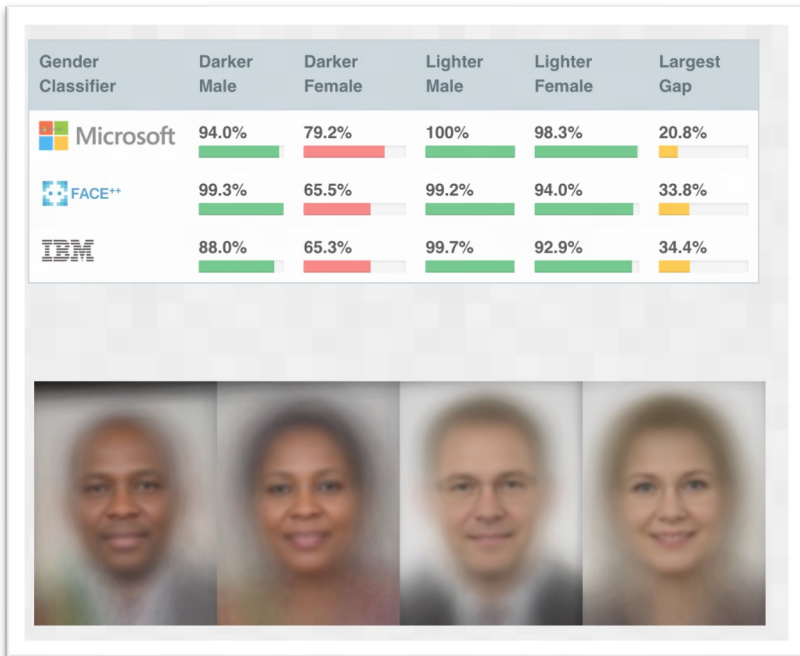 Gender Classifier Darker Male Darker Female Lighter Male Lighter Female Largest Gap
Microsoft 94.0% 79.2% 100% 98.3% 20.8%
FACE++ 99.3% 65.5% 99.2% 94.0% 33.8%
IBM 88.0% 65.3% 99.7% 92.9% 34.4%